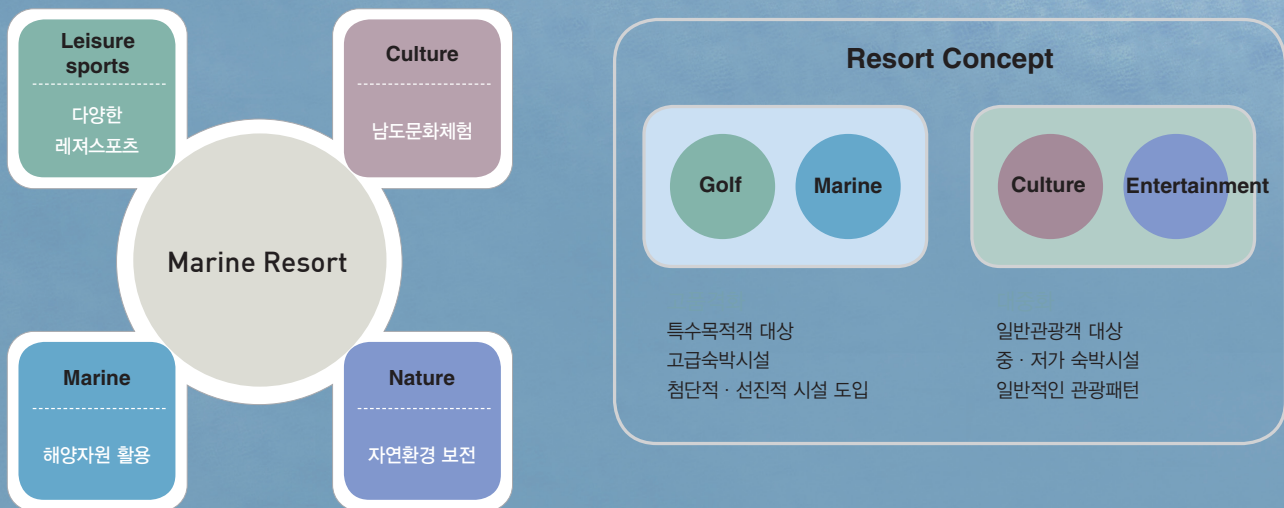 Leisure
sports
다양한
레져스포츠
Culture
남도문화체험
Marine Resort
Marine
해양자원 활용
Nature
자연환경 보전
Resort Concept
Golf
Marine
Culture
Entertainment
특수목적객 대상
고급숙박시설
첨단적 · 선진적 시설 도입
일반관광객 대상
중 · 저가 숙박시설
일반적인 관광패턴